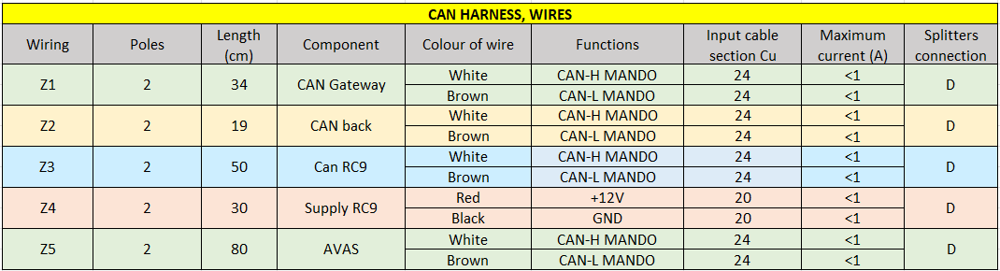 CAN HARNESS, WIRES
Wiring Poles Length (cm) Component Colour of wire Functions Input cable section Cu Maximum current (A) Splitters connection
Z1 2 34 CAN Gateway White CAN-H MANDO 24 <1 D
Brown CAN-L MANDO 24 <1
Z2 2 19 CAN back White CAN-H MANDO 24 <1 D
Brown CAN-L MANDO 24 <1
Z3 2 50 Can RC9 White CAN-H MANDO 24 <1 D
Brown CAN-L MANDO 24 <1
Z4 2 30 Supply RC9 Red +12V 20 <1 D
Black GND 20 <1
Z5 2 80 AVAS White CAN-H MANDO 24 <1 D
Brown CAN-L MANDO 24 <1